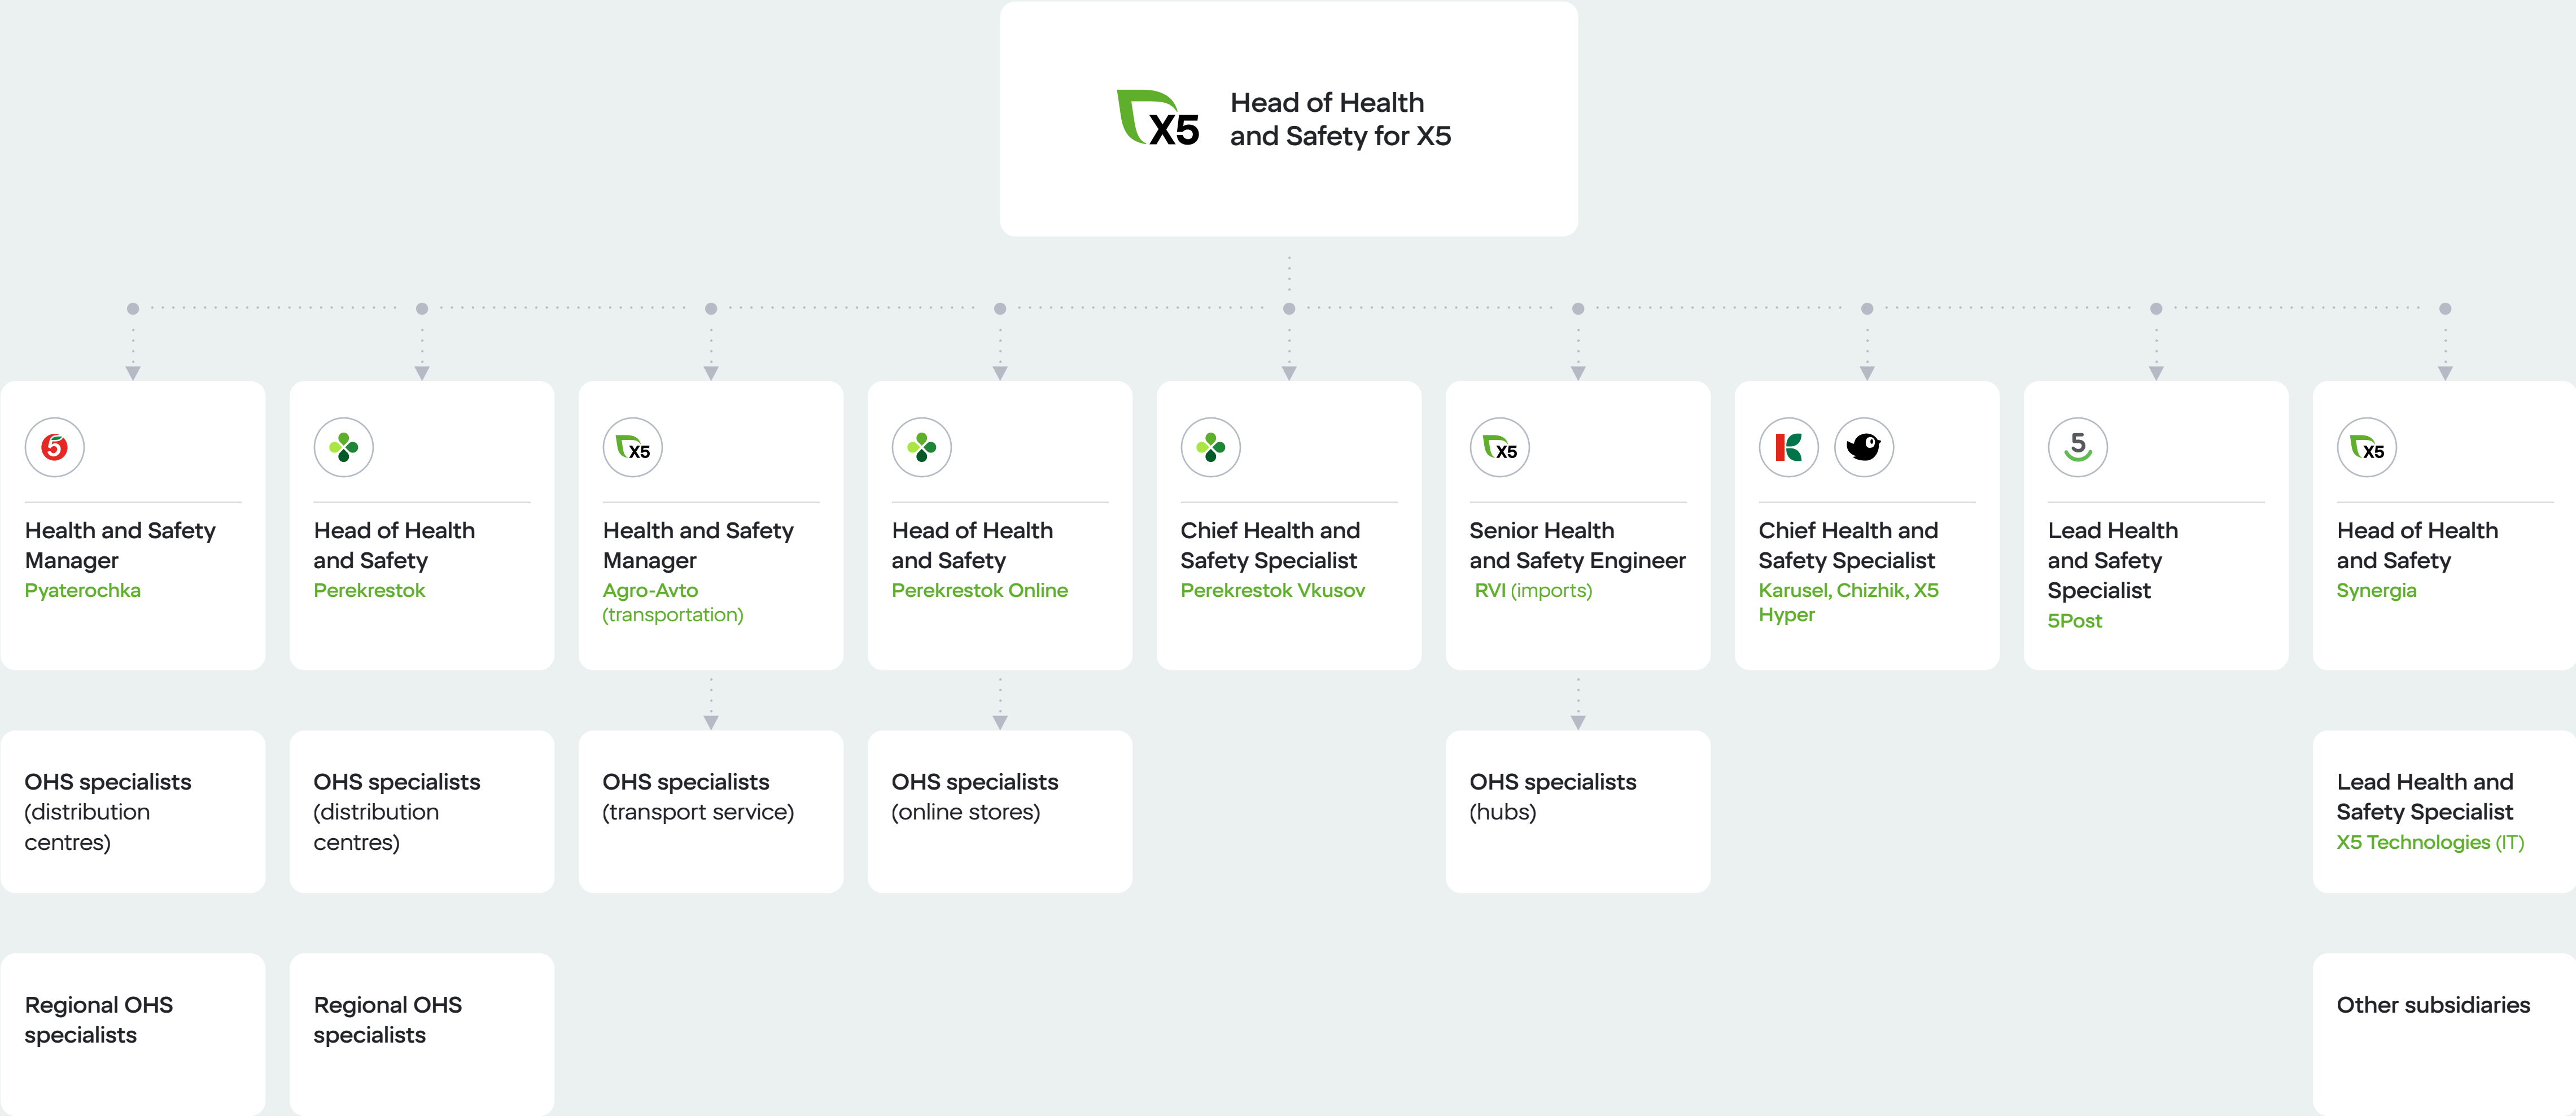 X5
Head of Health
and Safety for X5
5
Health and Safety
Manager
Pyaterochka
Head of Health
and Safety
Perekrestok
X5
Health and Safety
Manager
Agro-Avto
(transportation)
Head of Health
and Safety
Perekrestok Online
Chief Health and
Safety Specialist
Perekrestok Vkusov
X5
Senior Health
and Safety Engineer
RVI (imports)
K
Chief Health and
Safety Specialist
Karusel, Chizhik, X5
Hyper
5
Lead Health
and Safety
Specialist
5Post
X5
Head of Health
and Safety
Synergia
OHS specialists
(distribution
centres)
OHS specialists
(distribution
centres)
OHS specialists
(transport service)
OHS specialists
(online stores)
OHS specialists
(hubs)
Lead Health and
Safety Specialist
X5 Technologies (IT)
Regional OHS
specialists
Regional OHS
specialists
Other subsidiaries